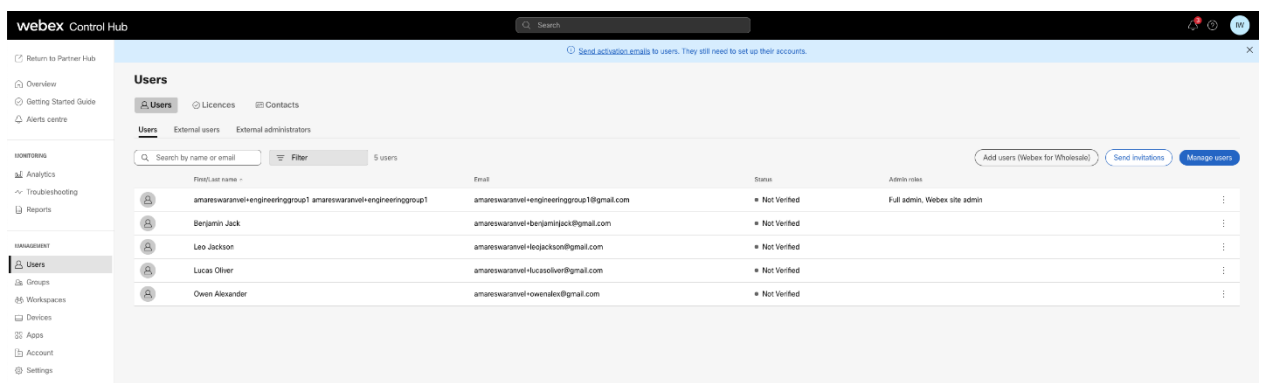 webex Control Hub
Search
3
IW
Return to Partner Hub
Send activation emails to users. They still need to set up their accounts.
Overview
Getting Started Guide
Alerts centre
MONITORING
Analytics
Troubleshooting
Reports
MANAGEMENT
Users
Groups
Workspaces
Devices
Apps
Account
Settings
Users
Users Licences Contacts
Users External users External administrators
Search by name or email Filter 5 users Add users (Webex for Wholesale) Send invitations Manage users
First/Last name Email Status Admin roles
amareswaranvel+engineeringgroup1 amareswaranvel+engineeringgroup1 amareswaranvel+engineeringgroup1@gmail.com Not Verified Full admin, Webex site admin
Benjamin Jack amareswaranvel+benjaminjack@gmail.com Not Verified
Leo Jackson amareswaranvel+leojackson@gmail.com Not Verified
Lucas Oliver amareswaranvel+lucasoliver@gmail.com Not Verified
Owen Alexander amareswaranvel+owenalex@gmail.com Not Verified